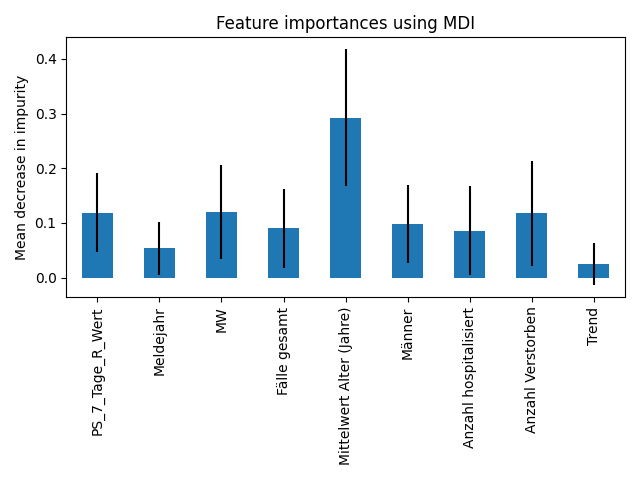 Feature importances using MDI
Mean decrease in impurity
0.4
0.3
0.2
0.1
0.0
PS_7_Tage_R_Wert
Meldejahr
MW
Fälle gesamt
Mittelwert Alter (Jahre)
Männer
Anzahl hospitalisiert
Anzahl Verstorben
Trend